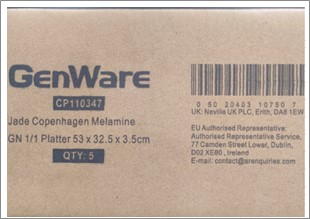 GenWare
CP110347
Jade Copenhagen Melamine
GN 1/1 Platter 53 x 32.5 x 3.5cm
QTY: 5
0 50 20403 10750 7
UK: Neville UK PLC, Erith, DA8 1EW
EU Authorised Representative:
Authorised Representative Service,
77 Camden Street Lower, Dublin,
D02 XE80, Ireland
E-mail: contact@arenquiries.com